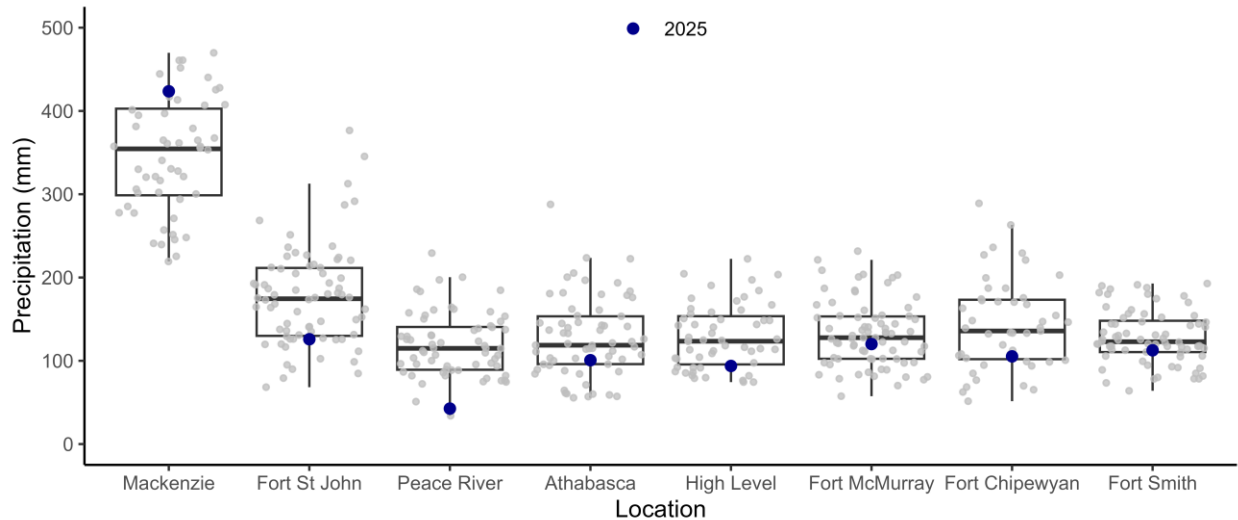 2025
Precipitation (mm)
500
400
300
200
100
0
Mackenzie Fort St John Peace River Athabasca High Level Fort McMurray Fort Chipewyan Fort Smith
Location